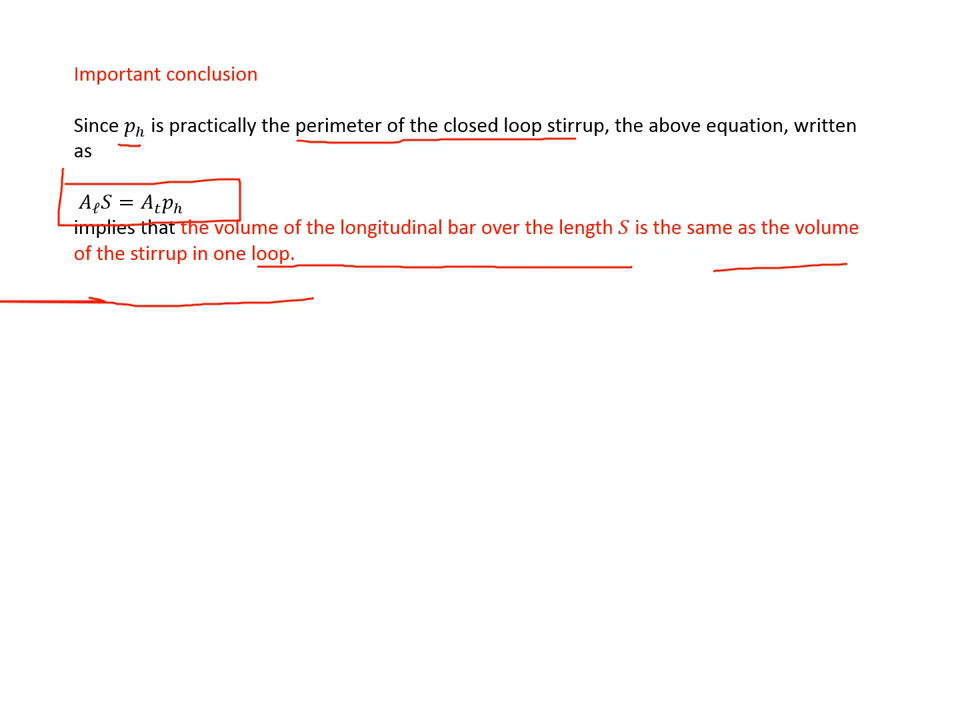 Important conclusion
Since pₕ is practically the perimeter of the closed loop stirrup, the above equation, written
as
A_ℓS = Aₜpₕ
implies that the volume of the longitudinal bar over the length S is the same as the volume
of the stirrup in one loop.